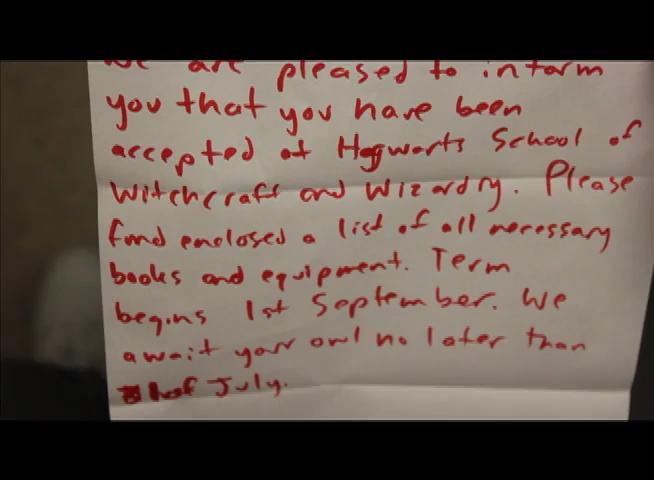 We are pleased to inform
you that you have been
accepted at Hogwarts School of
Witchcraft and Wizardry. Please
find enclosed a list of all necessary
books and equipment. Term
begins 1st September. We
await your owl no later than
July.